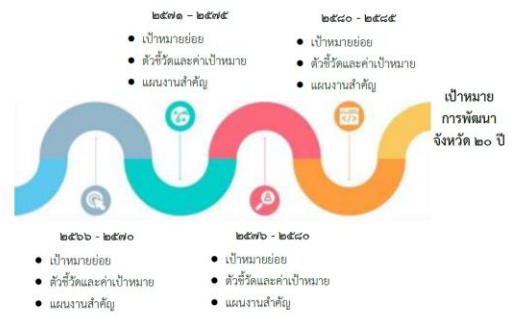 ๒๕๗๑ – ๒๕๗๕
• เป้าหมายย่อย
• ตัวชี้วัดและค่าเป้าหมาย
• แผนงานสำคัญ
๒๕๘๐ - ๒๕๘๕
• เป้าหมายย่อย
• ตัวชี้วัดและค่าเป้าหมาย
• แผนงานสำคัญ
เป้าหมาย
การพัฒนา
จังหวัด ๒๐ ปี
๒๕๖๖ - ๒๕๗๐
• เป้าหมายย่อย
• ตัวชี้วัดและค่าเป้าหมาย
• แผนงานสำคัญ
๒๕๗๖ - ๒๕๘๐
• เป้าหมายย่อย
• ตัวชี้วัดและค่าเป้าหมาย
• แผนงานสำคัญ